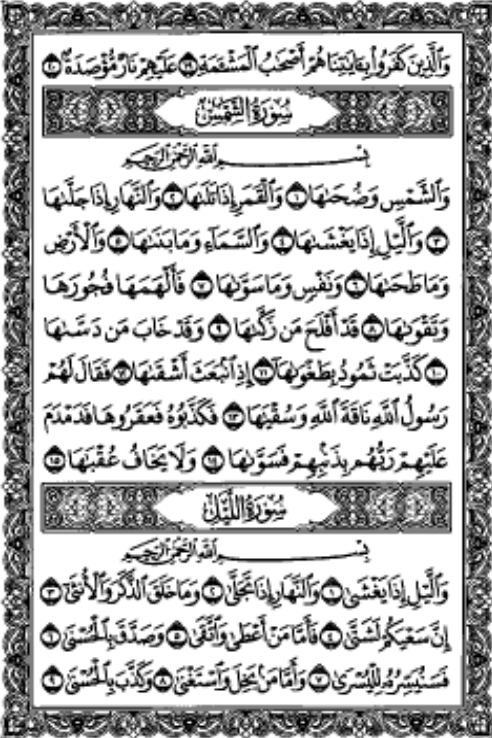 وَٱلَّذِينَ كَفَرُوا۟ بِـَٔايَـٰتِنَا هُمْ أَصْحَـٰبُ ٱلْمَشْـَٔمَةِ ١٩ عَلَيْهِمْ نَارٌ مُّؤْصَدَةٌۢ ٢٠
سُورَةُ الشَّمْسِ
بِسْمِ ٱللَّهِ ٱلرَّحْمَـٰنِ ٱلرَّحِيمِ
وَٱلشَّمْسِ وَضُحَىٰهَا ١ وَٱلْقَمَرِ إِذَا تَلَىٰهَا ٢ وَٱلنَّهَارِ إِذَا جَلَّىٰهَا
٣ وَٱلَّيْلِ إِذَا يَغْشَىٰهَا ٤ وَٱلسَّمَآءِ وَمَا بَنَىٰهَا ٥ وَٱلْأَرْضِ
وَمَا طَحَىٰهَا ٦ وَنَفْسٍ وَمَا سَوَّىٰهَا ٧ فَأَلْهَمَهَا فُجُورَهَا
وَتَقْوَىٰهَا ٨ قَدْ أَفْلَحَ مَن زَكَّىٰهَا ٩ وَقَدْ خَابَ مَن دَسَّىٰهَا
١٠ كَذَّبَتْ ثَمُودُ بِطَغْوَىٰهَآ ١١ إِذِ ٱنۢبَعَثَ أَشْقَىٰهَا ١٢ فَقَالَ لَهُمْ
رَسُولُ ٱللَّهِ نَاقَةَ ٱللَّهِ وَسُقْيَـٰهَا ١٣ فَكَذَّبُوهُ فَعَقَرُوهَا فَدَمْدَمَ
عَلَيْهِمْ رَبُّهُم بِذَنۢبِهِمْ فَسَوَّىٰهَا ١٤ وَلَا يَخَافُ عُقْبَـٰهَا ١٥
سُورَةُ اللَّيْلِ
بِسْمِ ٱللَّهِ ٱلرَّحْمَـٰنِ ٱلرَّحِيمِ
وَٱلَّيْلِ إِذَا يَغْشَىٰ ١ وَٱلنَّهَارِ إِذَا تَجَلَّىٰ ٢ وَمَا خَلَقَ ٱلذَّكَرَ وَٱلْأُنثَىٰٓ ٣
إِنَّ سَعْيَكُمْ لَشَتَّىٰ ٤ فَأَمَّا مَنْ أَعْطَىٰ وَٱتَّقَىٰ ٥ وَصَدَّقَ بِٱلْحُسْنَىٰ ٦
فَسَنُيَسِّرُهُۥ لِلْيُسْرَىٰ ٧ وَأَمَّا مَنۢ بَخِلَ وَٱسْتَغْنَىٰ ٨ وَكَذَّبَ بِٱلْحُسْنَىٰ ٩